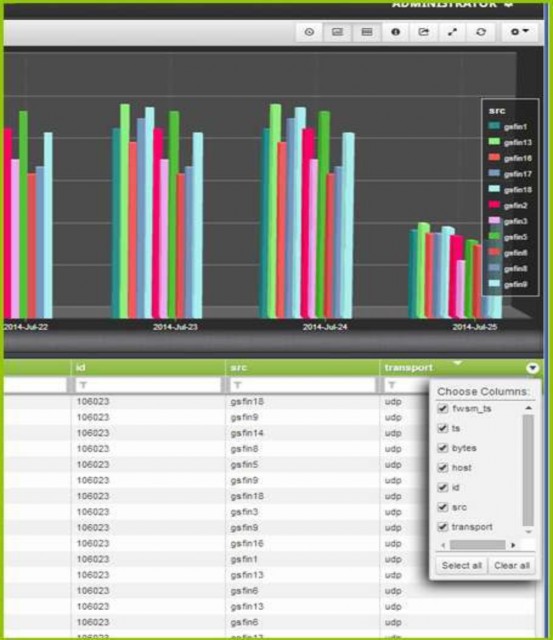 ADMINISTRATOR
src
gsfin1
gsfin13
gsfin16
gsfin17
gsfin18
gsfin2
gsfin3
gsfin5
gsfin6
gsfin8
gsfin9
2014-Jul-22 2014-Jul-23 2014-Jul-24 2014-Jul-25
id src transport
106023 gsfin18 udp
106023 gsfin9 udp
106023 gsfin14 udp
106023 gsfin8 udp
106023 gsfin5 udp
106023 gsfin9 udp
106023 gsfin18 udp
106023 gsfin3 udp
106023 gsfin9 udp
106023 gsfin16 udp
106023 gsfin1 udp
106023 gsfin13 udp
106023 gsfin6 udp
106023 gsfin13 udp
106023 gsfin6 udp
106023 gsfin13 udp
Choose Columns:
fwsm_ts
ts
bytes
host
id
src
transport
Select all Clear all